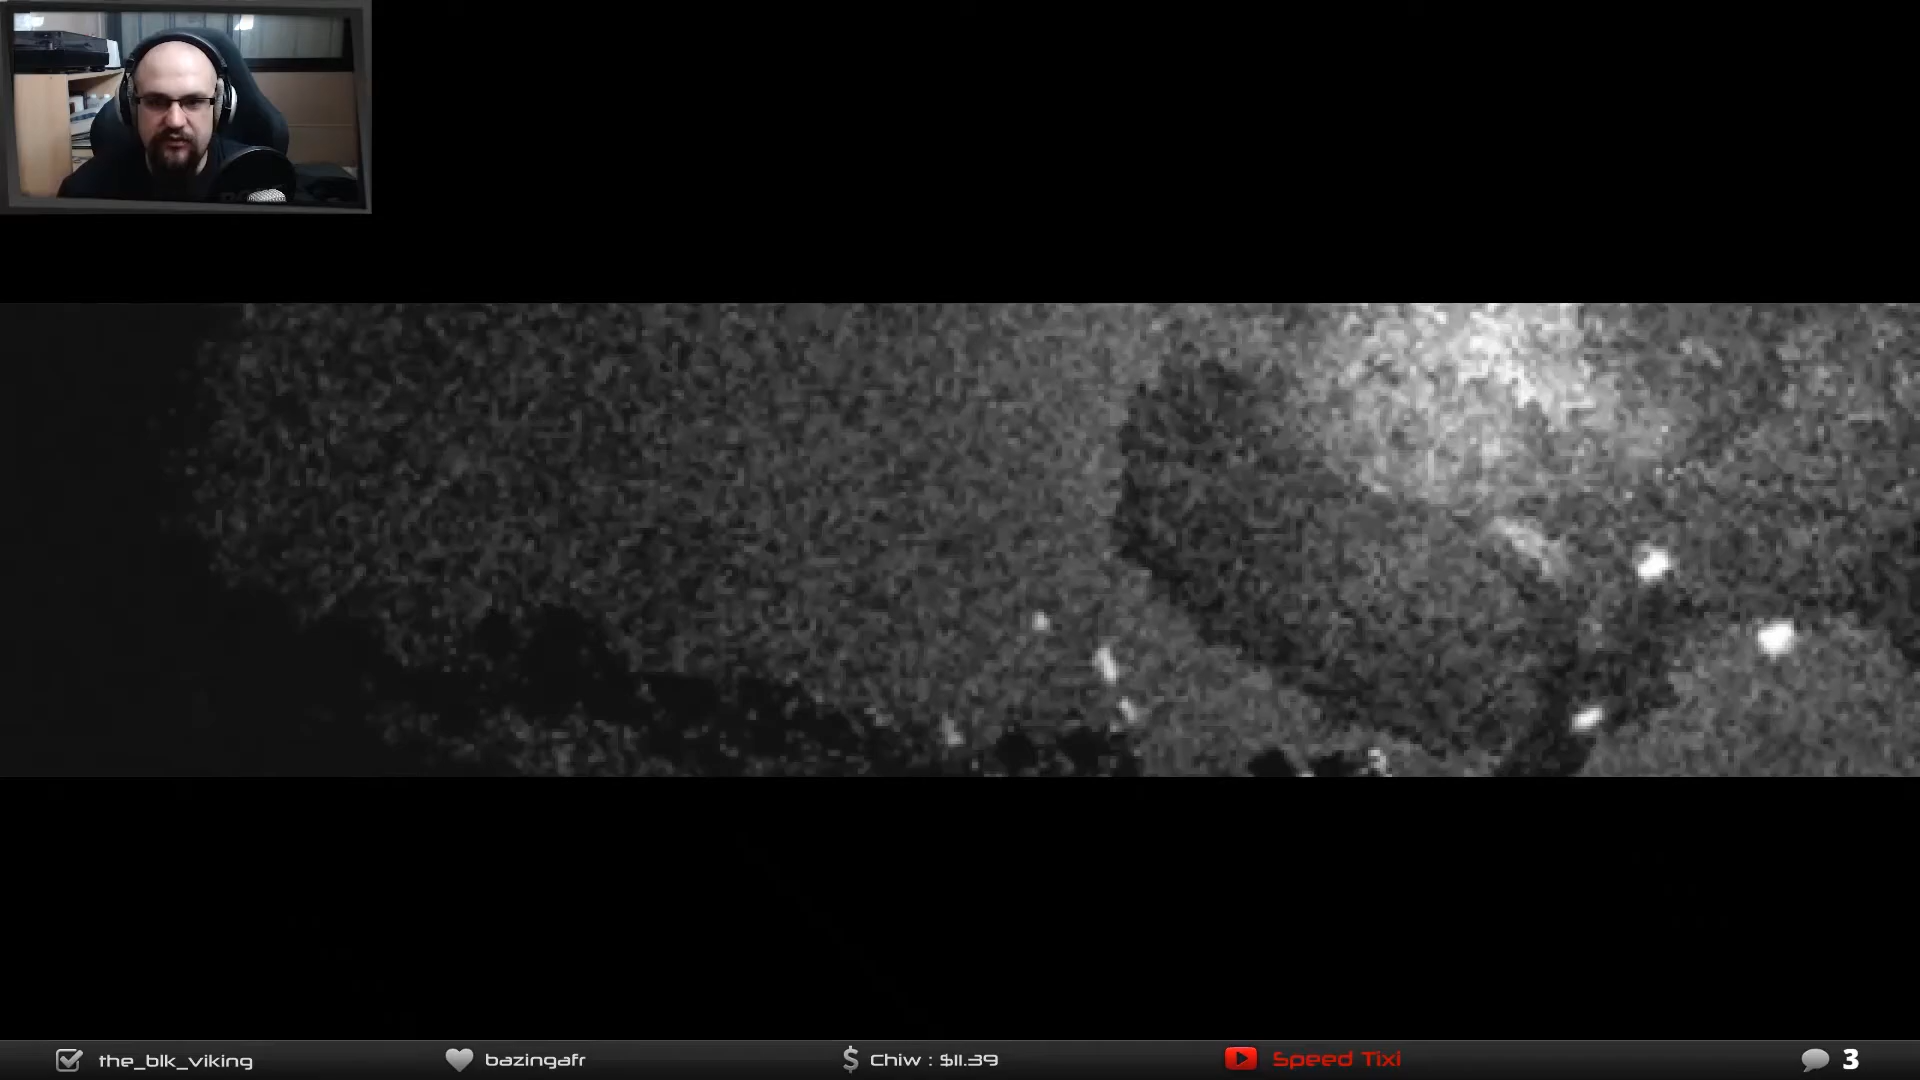 the_blk_viking
bazingafr
Chiw : $11.39
Speed Tixi
3